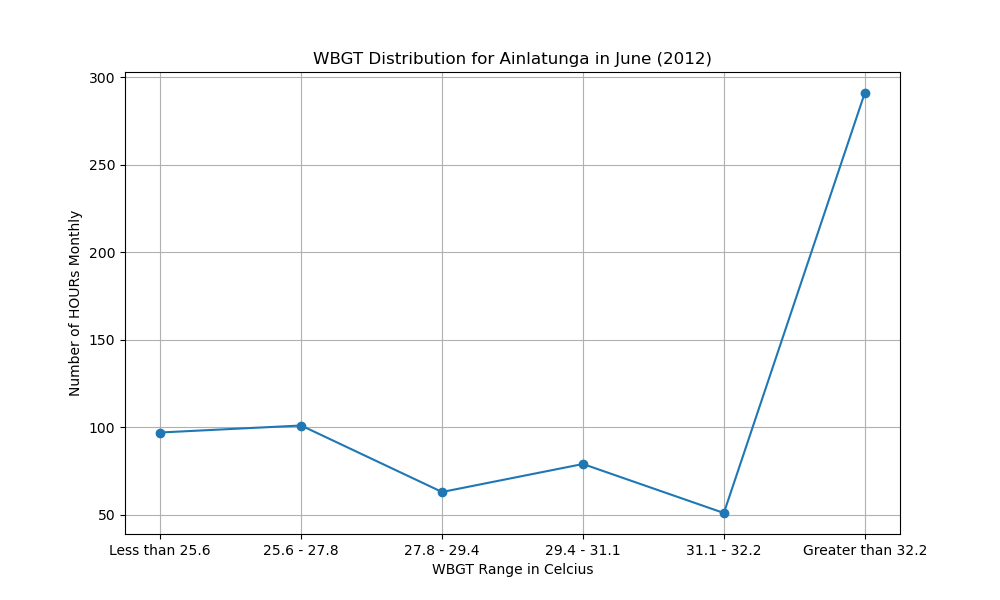 WBGT Distribution for Ainlatunga in June (2012)
300
250
200
150
100
50
Number of HOURs Monthly
Less than 25.6
25.6 - 27.8
27.8 - 29.4
29.4 - 31.1
31.1 - 32.2
Greater than 32.2
WBGT Range in Celcius